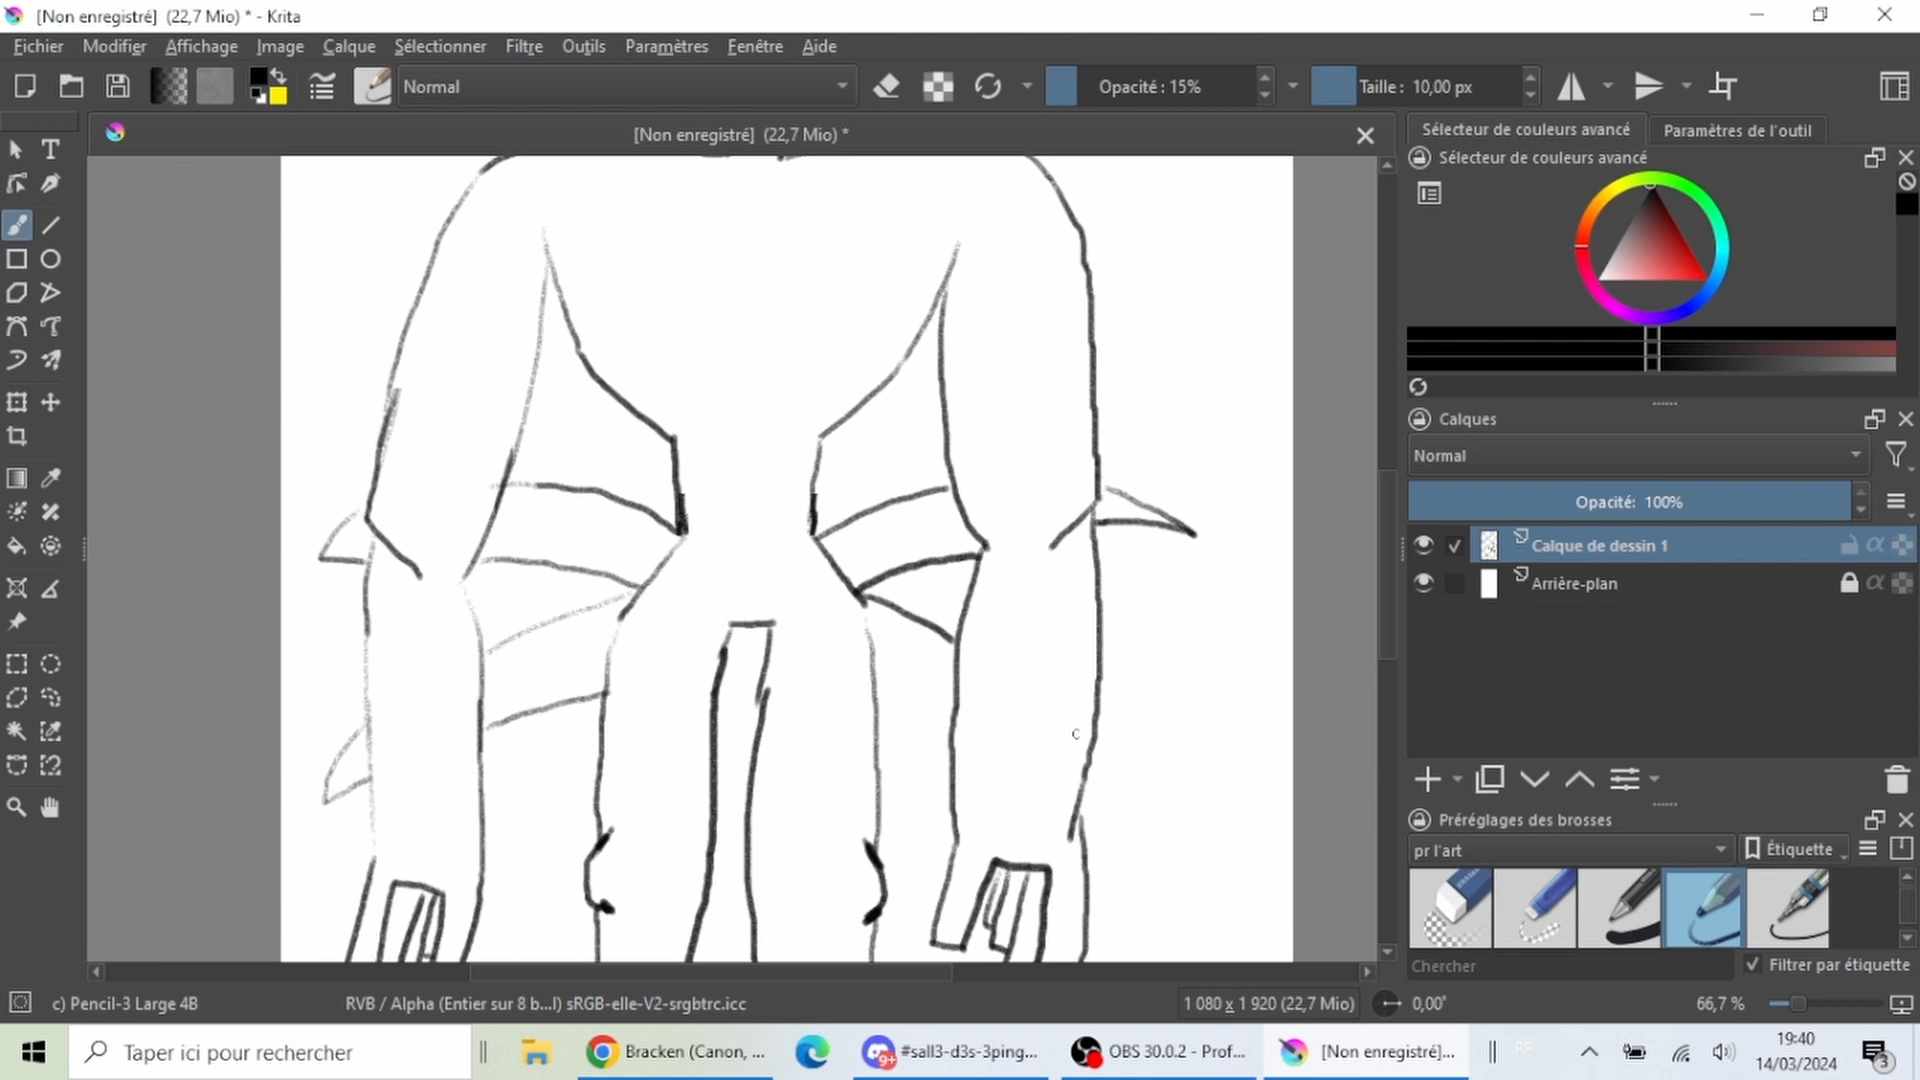 [Non enregistré] (22,7 Mio) * - Krita
Fichier Modifier Affichage Image Calque Sélectionner Filtre Outils Paramètres Fenêtre Aide
Normal Opacité : 15% Taille : 10,00 px
[Non enregistré] (22,7 Mio) *
Sélecteur de couleurs avancé Paramètres de l'outil
Sélecteur de couleurs avancé
Calques
Normal
Opacité: 100%
Calque de dessin 1
Arrière-plan
Préréglages des brosses
pr l'art Étiquette
Chercher Filtrer par étiquette
c) Pencil-3 Large 4B RVB / Alpha (Entier sur 8 b...l) sRGB-elle-V2-srgbtrc.icc 1 080 x 1 920 (22,7 Mio) 0,00° 66,7 %
Taper ici pour rechercher Bracken (Canon, ... 9+ #sall3-d3s-3ping... OBS 30.0.2 - Prof... [Non enregistré]... 19:40
14/03/2024 3